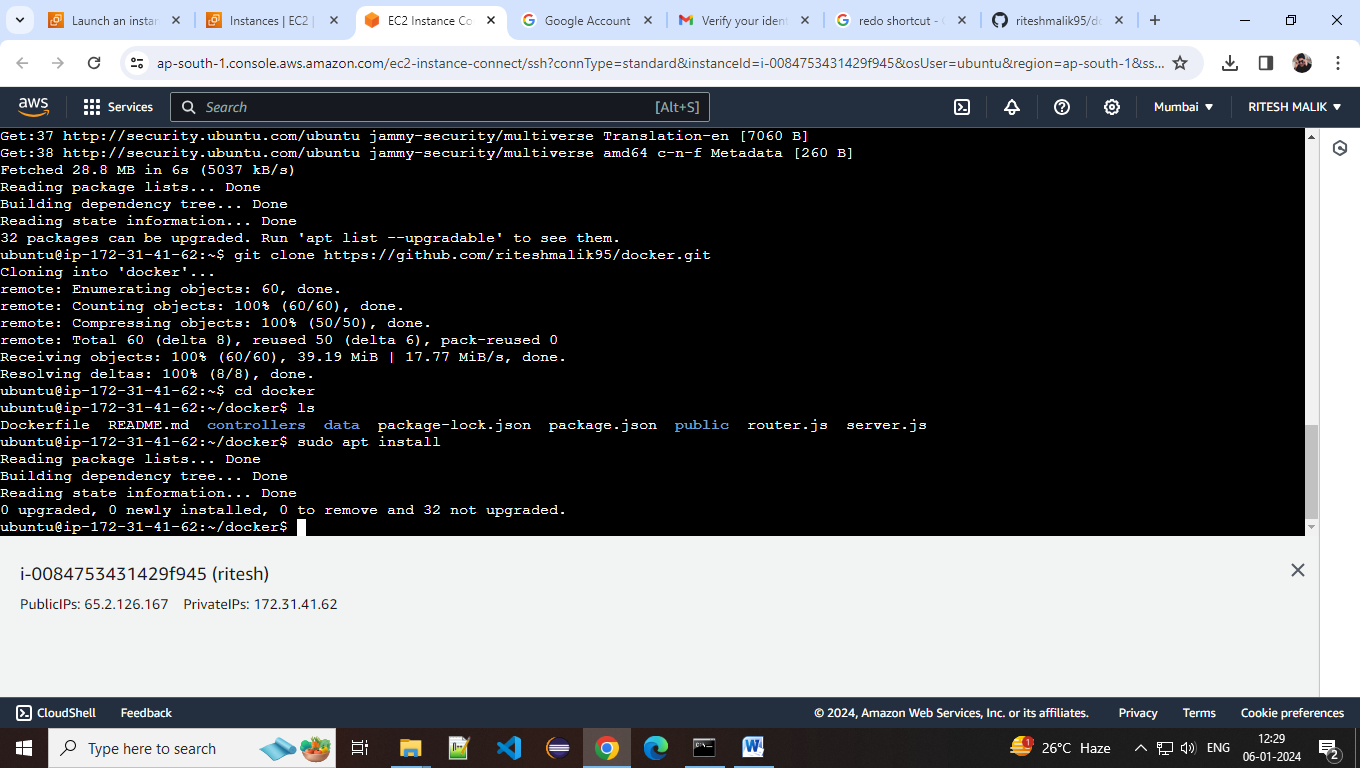 Launch an instan
Instances | EC2 |
EC2 Instance Co
Google Account
Verify your iden
redo shortcut - G
riteshmalik95/do
ap-south-1.console.aws.amazon.com/ec2-instance-connect/ssh?connType=standard&instanceId=i-0084753431429f945&osUser=ubuntu&region=ap-south-1&ss...
aws
Services
Search
[Alt+S]
Mumbai
RITESH MALIK
Get:37 http://security.ubuntu.com/ubuntu jammy-security/multiverse Translation-en [7060 B]
Get:38 http://security.ubuntu.com/ubuntu jammy-security/multiverse amd64 c-n-f Metadata [260 B]
Fetched 28.8 MB in 6s (5037 kB/s)
Reading package lists... Done
Building dependency tree... Done
Reading state information... Done
32 packages can be upgraded. Run 'apt list --upgradable' to see them.
ubuntu@ip-172-31-41-62:~$ git clone https://github.com/riteshmalik95/docker.git
Cloning into 'docker'...
remote: Enumerating objects: 60, done.
remote: Counting objects: 100% (60/60), done.
remote: Compressing objects: 100% (50/50), done.
remote: Total 60 (delta 8), reused 50 (delta 6), pack-reused 0
Receiving objects: 100% (60/60), 39.19 MiB | 17.77 MiB/s, done.
Resolving deltas: 100% (8/8), done.
ubuntu@ip-172-31-41-62:~$ cd docker
ubuntu@ip-172-31-41-62:~/docker$ ls
Dockerfile README.md controllers data package-lock.json package.json public router.js server.js
ubuntu@ip-172-31-41-62:~/docker$ sudo apt install
Reading package lists... Done
Building dependency tree... Done
Reading state information... Done
0 upgraded, 0 newly installed, 0 to remove and 32 not upgraded.
ubuntu@ip-172-31-41-62:~/docker$
i-0084753431429f945 (ritesh)
PublicIPs: 65.2.126.167 PrivateIPs: 172.31.41.62
CloudShell
Feedback
© 2024, Amazon Web Services, Inc. or its affiliates.
Privacy
Terms
Cookie preferences
Type here to search
1
26°C Haze
ENG
12:29
06-01-2024
2